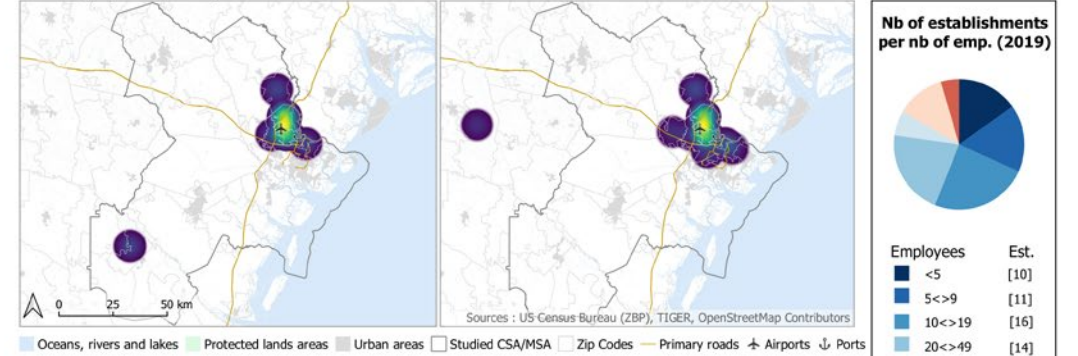 Nb of establishments
per nb of emp. (2019)
0 25 50 km
Sources : US Census Bureau (ZBP), TIGER, OpenStreetMap Contributors
Employees Est.
<5 [10]
5<>9 [11]
10<>19 [16]
20<>49 [14]
Oceans, rivers and lakes Protected lands areas Urban areas Studied CSA/MSA Zip Codes Primary roads Airports Ports